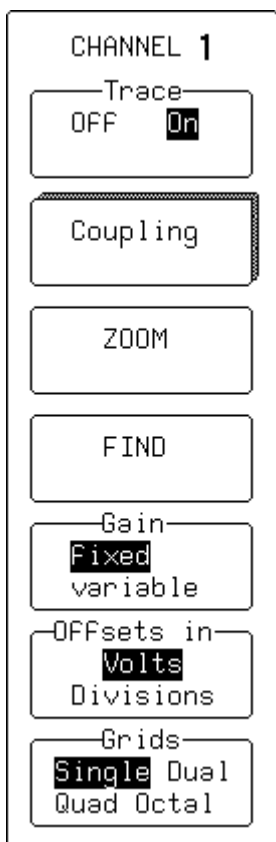 CHANNEL 1
Trace
OFF On
Coupling
ZOOM
FIND
Gain
Fixed
variable
OFFsets in
Volts
Divisions
Grids
Single Dual
Quad Octal